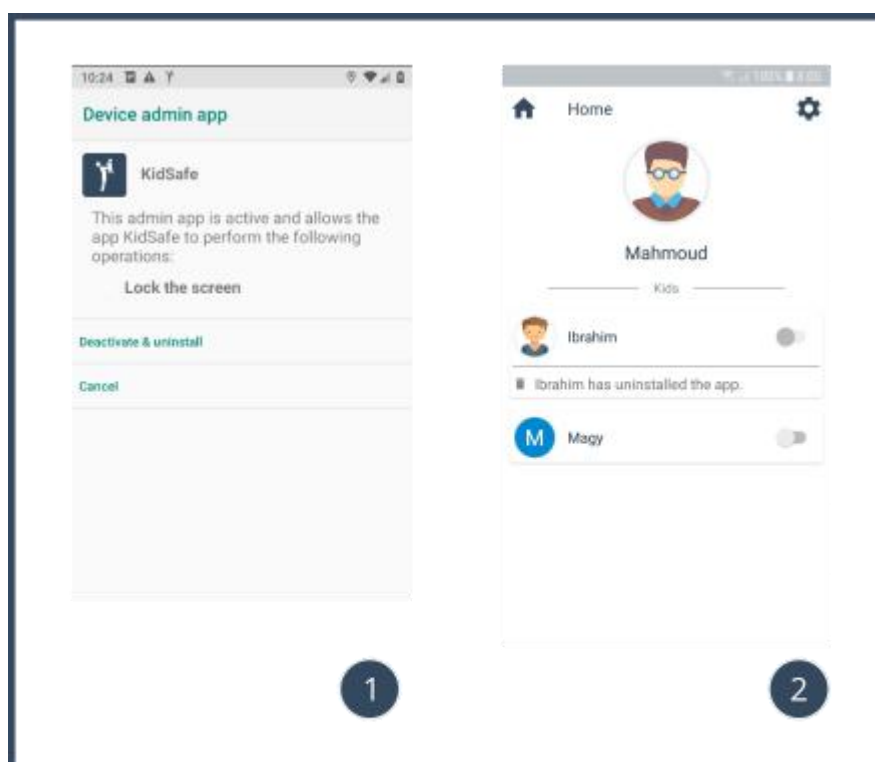 10:24
Device admin app
KidSafe
This admin app is active and allows the
app KidSafe to perform the following
operations:
Lock the screen
Deactivate & uninstall
Cancel
1
100%
Home
Mahmoud
Kids
Ibrahim
Ibrahim has uninstalled the app.
M
Magy
2